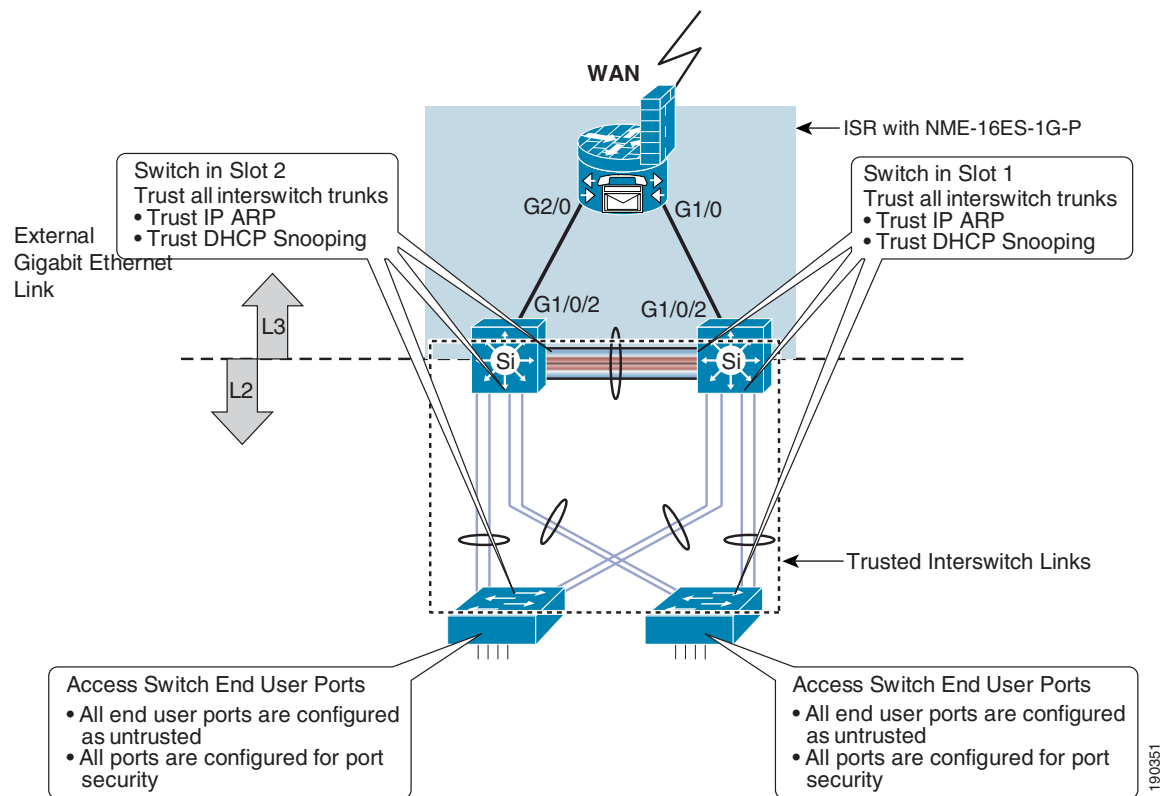 WAN
ISR with NME-16ES-1G-P
Switch in Slot 2
Trust all interswitch trunks
• Trust IP ARP
• Trust DHCP Snooping
Switch in Slot 1
Trust all interswitch trunks
• Trust IP ARP
• Trust DHCP Snooping
G2/0
G1/0
External
Gigabit Ethernet
Link
L3
L2
G1/0/2
G1/0/2
Si
Si
Trusted Interswitch Links
Access Switch End User Ports
• All end user ports are configured
as untrusted
• All ports are configured for port
security
Access Switch End User Ports
• All end user ports are configured
as untrusted
• All ports are configured for port
security
190351